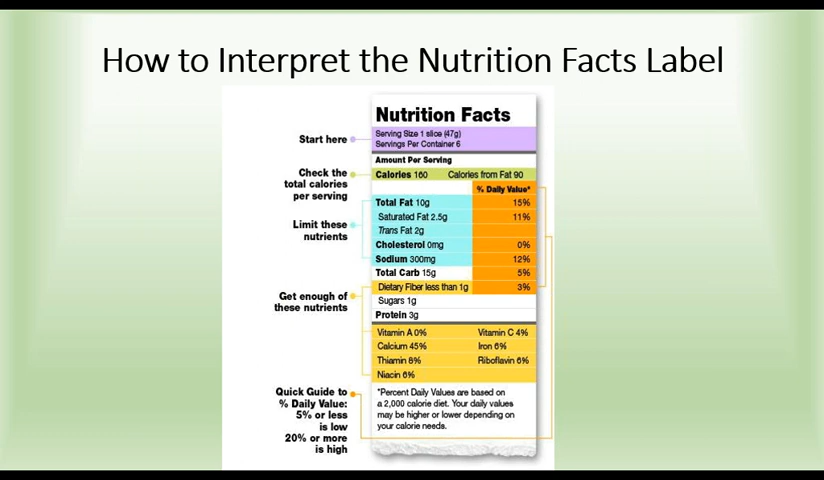 How to Interpret the Nutrition Facts Label
Nutrition Facts
Start here
Serving Size 1 slice (47g)
Servings Per Container 6
Amount Per Serving
Check the
total calories
per serving
Calories 160 Calories from Fat 90
% Daily Value*
Limit these
nutrients
Total Fat 10g 15%
Saturated Fat 2.5g 11%
Trans Fat 2g
Cholesterol 0mg 0%
Sodium 300mg 12%
Total Carb 15g 5%
Get enough of
these nutrients
Dietary Fiber less than 1g 3%
Sugars 1g
Protein 3g
Vitamin A 0% Vitamin C 4%
Calcium 45% Iron 6%
Thiamin 8% Riboflavin 6%
Niacin 6%
Quick Guide to
% Daily Value:
5% or less
is low
20% or more
is high
*Percent Daily Values are based on
a 2,000 calorie diet. Your daily values
may be higher or lower depending on
your calorie needs.